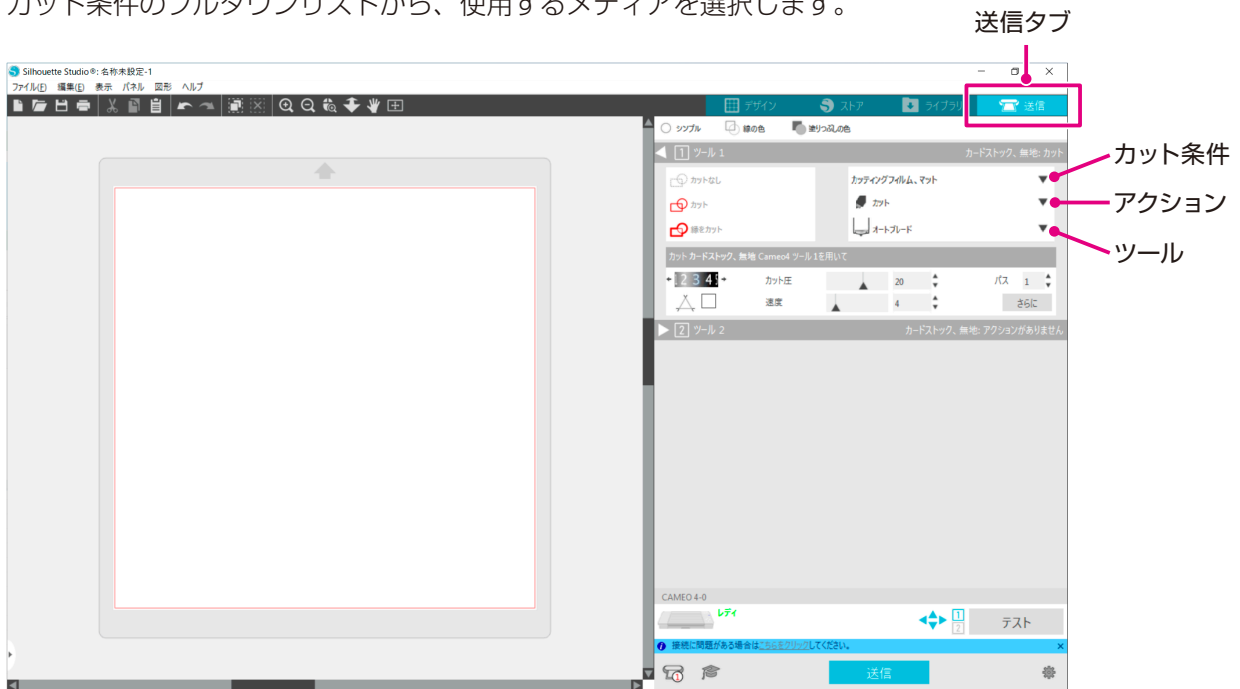 カット条件のプルダウンリストから、使用するメディアを選択します。
送信タブ
Silhouette Studio®: 名称未設定-1
ファイル(F) 編集(E) 表示 パネル 図形 ヘルプ
デザイン ストア ライブラリ 送信
シンプル 線の色 塗りつぶしの色
1 ツール 1 カードストック、無地: カット
カット条件
カットなし カッティングフィルム、マット
カット カット
アクション
線をカット オートブレード
ツール
カット カードストック、無地 Cameo4 ツール 1を用いて
2 3 4 カット圧 20 パス 1
速度 4 さらに
2 ツール 2 カードストック、無地: アクションがありません
CAMEO 4-0
レディ
1
2
テスト
接続に問題がある場合はこちらをクリックしてください。
1 送信